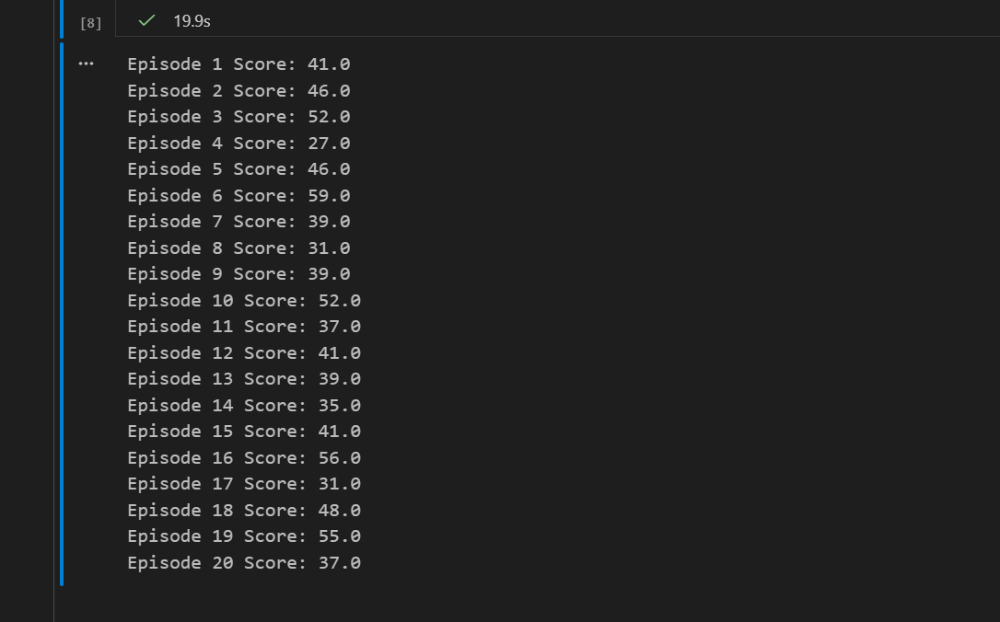 [8] 19.9s
...
Episode 1 Score: 41.0
Episode 2 Score: 46.0
Episode 3 Score: 52.0
Episode 4 Score: 27.0
Episode 5 Score: 46.0
Episode 6 Score: 59.0
Episode 7 Score: 39.0
Episode 8 Score: 31.0
Episode 9 Score: 39.0
Episode 10 Score: 52.0
Episode 11 Score: 37.0
Episode 12 Score: 41.0
Episode 13 Score: 39.0
Episode 14 Score: 35.0
Episode 15 Score: 41.0
Episode 16 Score: 56.0
Episode 17 Score: 31.0
Episode 18 Score: 48.0
Episode 19 Score: 55.0
Episode 20 Score: 37.0